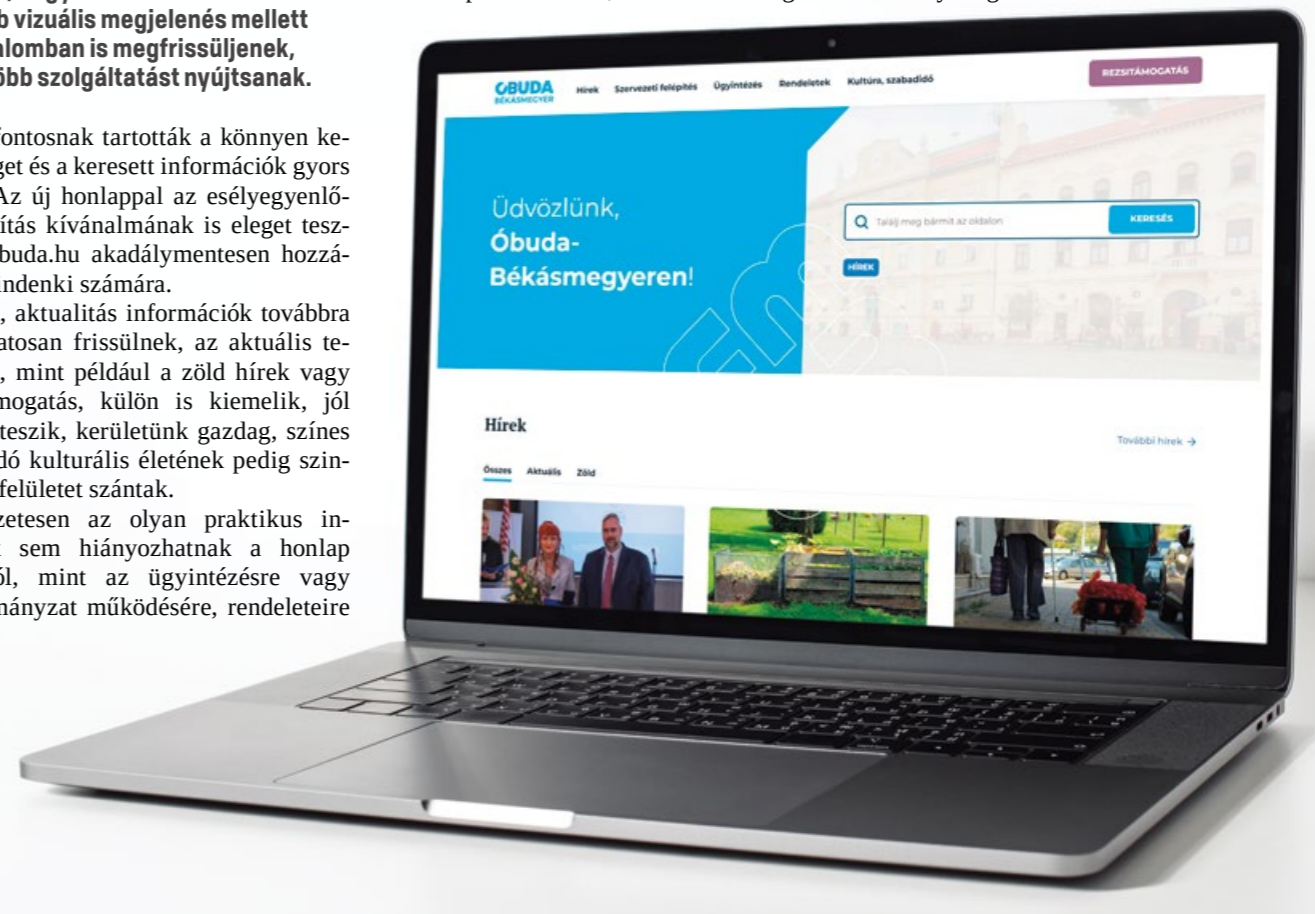 b vizuális megjelenés mellett
alomban is megfrissüljenek,
öbb szolgáltatást nyújtsanak.
fontosnak tartották a könnyen ke-
get és a keresett információk gyors
Az új honlappal az esélyegyenlő-
ítás kívánalmának is eleget tesz-
buda.hu akadálymentesen hozzá-
indenki számára.
, aktualitás információk továbbra
atosan frissülnek, az aktuális te-
, mint például a zöld hírek vagy
mogatás, külön is kiemelik, jól
teszik, kerületünk gazdag, színes
dó kulturális életének pedig szin-
felületet szántak.
zetesen az olyan praktikus in-
sem hiányozhatnak a honlap
ól, mint az ügyintézésre vagy
mányzat működésére, rendeleteire
ÓBUDA
BÉKÁSMEGYER
Hírek Szervezeti felépítés Ügyintézés Rendeletek Kultúra, szabadidő
REZSITÁMOGATÁS
Üdvözlünk,
Óbuda-
Békásmegyeren!
Találj meg bármit az oldalon
KERESÉS
HÍREK
Hírek
További hírek →
Összes Aktuális Zöld